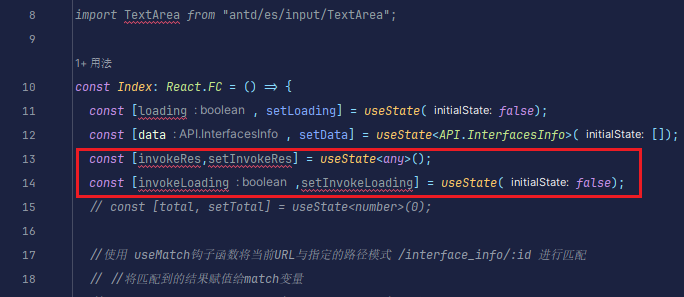 8 import TextArea from "antd/es/input/TextArea";
9
1+ 用法
10 const Index: React.FC = () => {
11 const [loading : boolean , setLoading] = useState( initialState: false);
12 const [data : API.InterfacesInfo , setData] = useState<API.InterfacesInfo>( initialState: []);
13 const [invokeRes,setInvokeRes] = useState<any>();
14 const [invokeLoading : boolean ,setInvokeLoading] = useState( initialState: false);
15 // const [total, setTotal] = useState<number>(0);
16
17 //使用 useMatch钩子函数将当前URL与指定的路径模式 /interface_info/:id 进行匹配
18 // //将匹配到的结果赋值给match变量